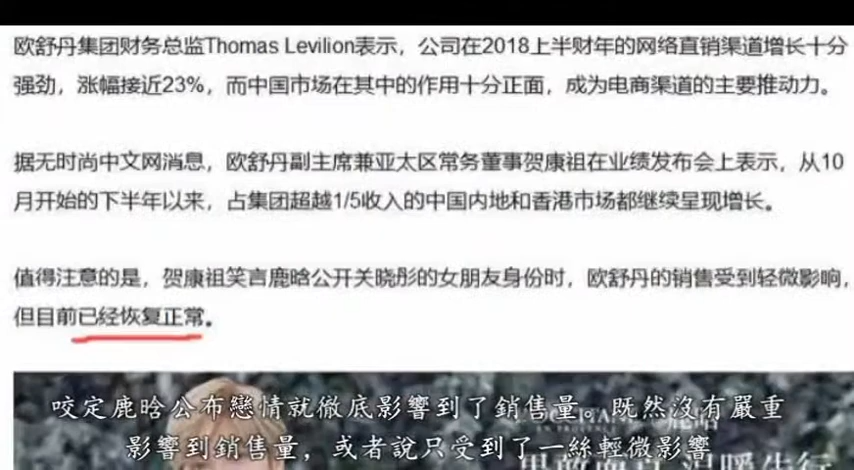 欧舒丹集团财务总监Thomas Levilion表示，公司在2018上半财年的网络直销渠道增长十分
强劲，涨幅接近23%，而中国市场在其中的作用十分正面，成为电商渠道的主要推动力。
据无时尚中文网消息，欧舒丹副主席兼亚太区常务董事贺康祖在业绩发布会上表示，从10
月开始的下半年以来，占集团超越1/5收入的中国内地和香港市场都继续呈现增长。
值得注意的是，贺康祖笑言鹿晗公开关晓彤的女朋友身份时，欧舒丹的销售受到轻微影响，
但目前已经恢复正常。
咬定鹿晗公布戀情就徹底影響到了銷售量。既然沒有嚴重
影響到銷售量，或者說只受到了一絲輕微影響